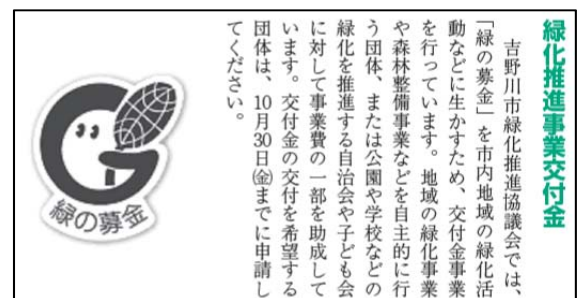 緑化推進事業交付金
吉野川市緑化推進協議会では、
「緑の募金」を市内地域の緑化活
動などに生かすため、交付金事業
を行っています。地域の緑化事業
や森林整備事業などを自主的に行
う団体、または公園や学校などの
緑化を推進する自治会や子ども会
に対して事業費の一部を助成して
います。交付金の交付を希望する
団体は、10月30日㈮までに申請し
てください。
緑の募金